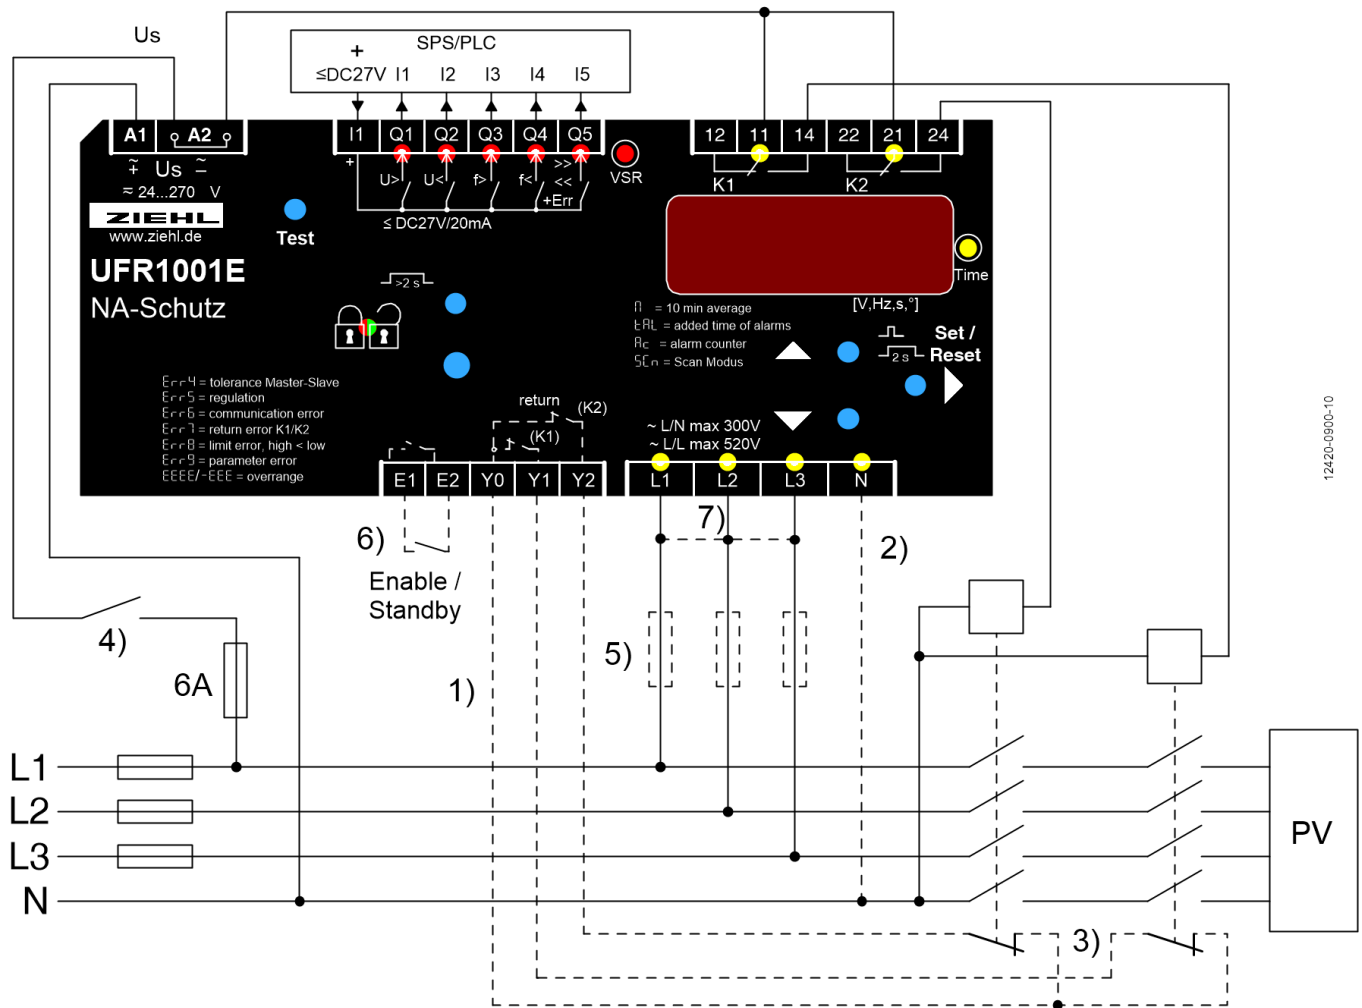 Us
SPS/PLC
+
≤DC27V I1 I2 I3 I4 I5
A1 A2
I1 Q1 Q2 Q3 Q4 Q5
12 11 14 22 21 24
~
+ Us ~
−
≂ 24...270 V
ZIEHL
www.ziehl.de
UFR1001E
NA-Schutz
Test
+
U> U< f> f< >>
<<
+Err
≤ DC27V/20mA
VSR
K1 K2
Time
[V,Hz,s,°]
>2 s
n = 10 min average
tAL = added time of alarms
Ac = alarm counter
SCn = Scan Modus
2 s
Set /
Reset
Err4 = tolerance Master-Slave
Err5 = regulation
Err6 = communication error
Err7 = return error K1/K2
Err8 = limit error, high < low
Err9 = parameter error
EEEE/-EEE = overrange
return
(K2)
(K1)
~ L/N max 300V
~ L/L max 520V
E1 E2 Y0 Y1 Y2
L1 L2 L3 N
12420-0900-10
6)
Enable /
Standby
7)
2)
4)
5)
6A
1)
L1
L2
L3
N
PV
3)